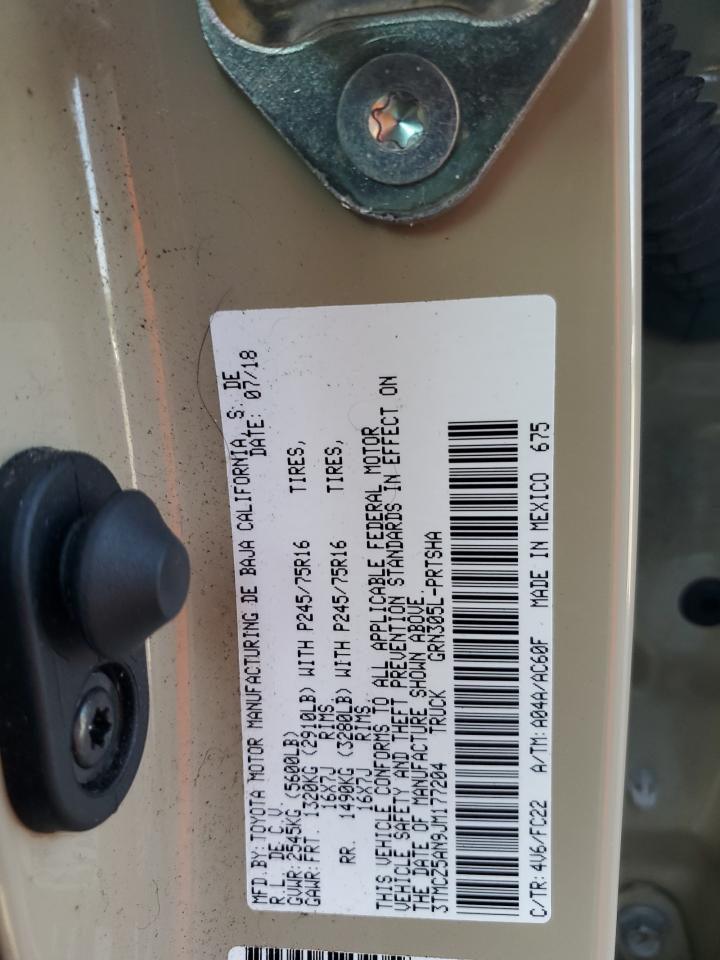 MFD.BY: TOYOTA MOTOR MANUFACTURING DE BAJA CALIFORNIA, S. DE
R L. DE C.V. DATE: 07/18
GVWR: 2545KG (5600LB)
GAWR: FRT. 1320KG (2910LB) WITH P245/75R16 TIRES,
16X7J RIMS
RR. 1490KG (3280LB) WITH P245/75R16 TIRES,
16X7J RIMS
THIS VEHICLE CONFORMS TO ALL APPLICABLE FEDERAL MOTOR
VEHICLE SAFETY AND THEFT PREVENTION STANDARDS IN EFFECT ON
THE DATE OF MANUFACTURE SHOWN ABOVE.
3TMCZ5AN9JM177204 TRUCK GRN305L-PRTSHA
C/TR: 4V6/FC22 A/TM: A04A/AC60F MADE IN MEXICO 675